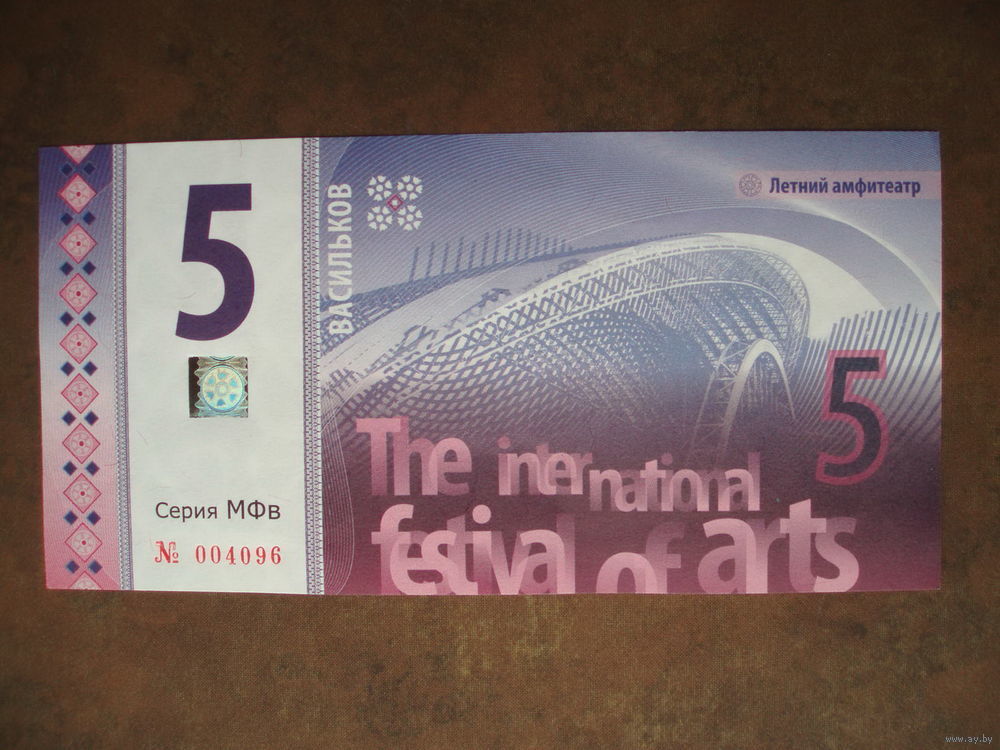 5
Серия МФв
№ 004096
ВАСИЛЬКОВ
Летний амфитеатр
5
The international
festival of arts
www.ay.by